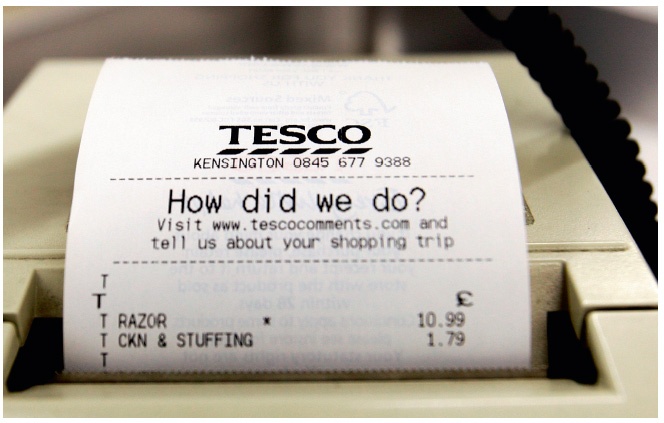 TESCO
KENSINGTON 0845 677 9388
How did we do?
Visit www.tescocomments.com and
tell us about your shopping trip
T
T £
T RAZOR * 10.99
T CKN & STUFFING 1.79
T